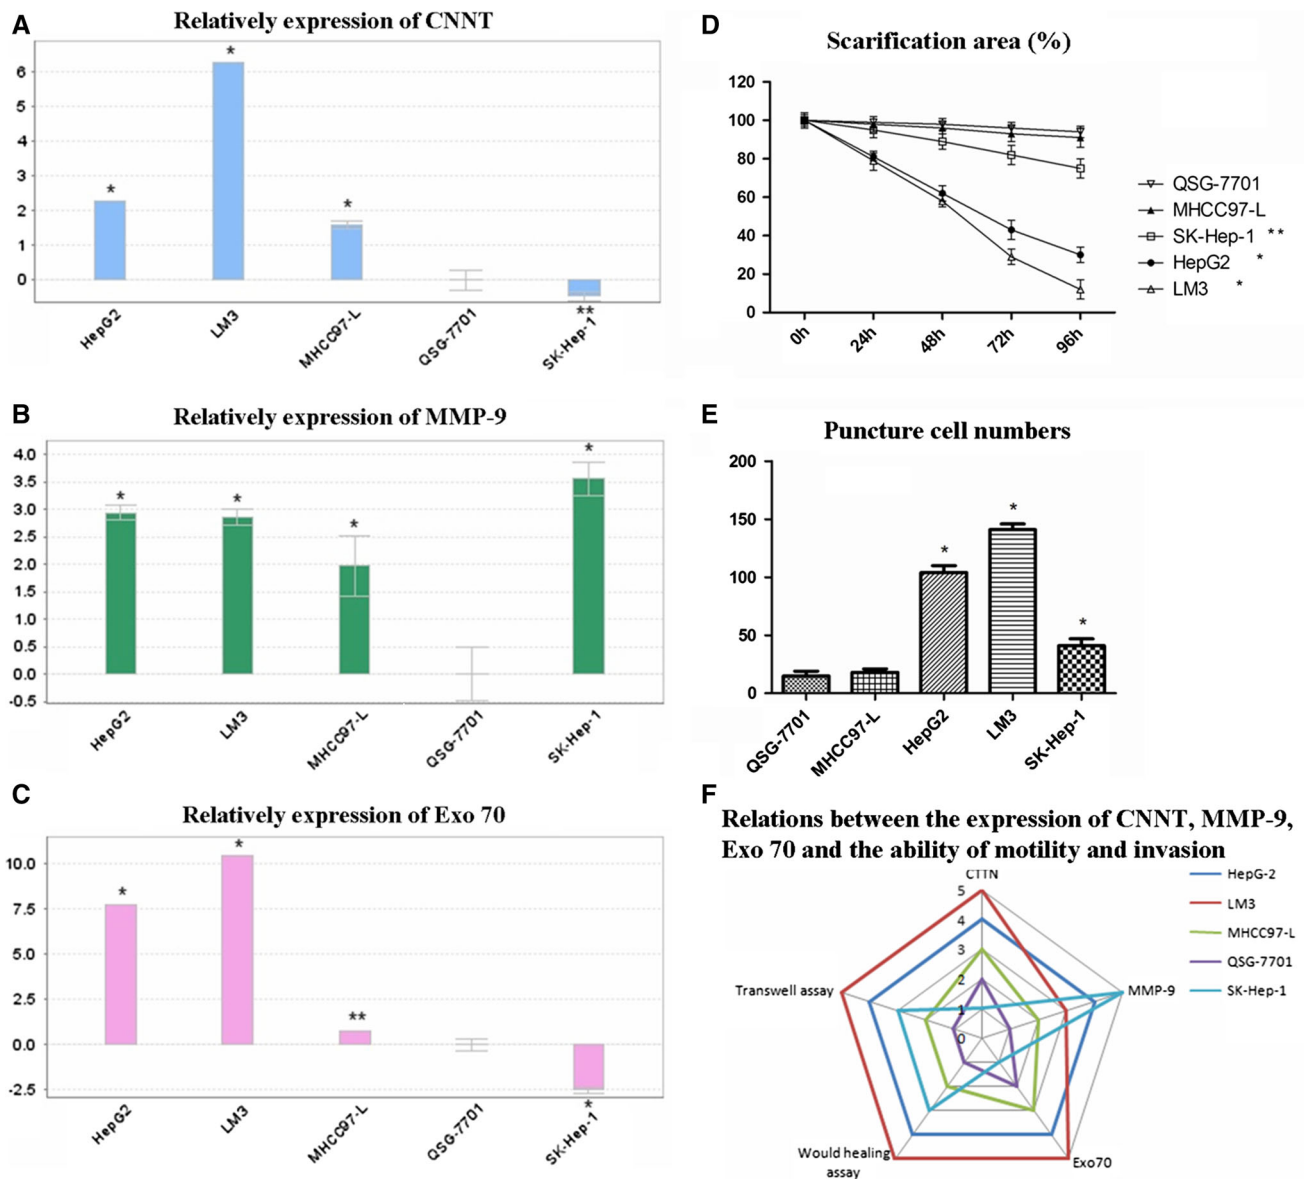 A
Relatively expression of CNNT
6
5
4
3
2
1
0
*
*
*
**
HepG2
LM3
MHCC97-L
QSG-7701
SK-Hep-1
B
Relatively expression of MMP-9
4.0
3.5
3.0
2.5
2.0
1.5
1.0
0.5
0.0
-0.5
*
*
*
*
HepG2
LM3
MHCC97-L
QSG-7701
SK-Hep-1
C
Relatively expression of Exo 70
10.0
7.5
5.0
2.5
0.0
-2.5
*
*
**
*
HepG2
LM3
MHCC97-L
QSG-7701
SK-Hep-1
D
Scarification area (%)
120
100
80
60
40
20
0
0h
24h
48h
72h
96h
QSG-7701
MHCC97-L
SK-Hep-1 **
HepG2 *
LM3 *
E
Puncture cell numbers
200
150
100
50
0
*
*
*
QSG-7701
MHCC97-L
HepG2
LM3
SK-Hep-1
F
Relations between the expression of CNNT, MMP-9,
Exo 70 and the ability of motility and invasion
CTTN
5
4
3
2
1
0
MMP-9
Exo70
Would healing
assay
Transwell assay
HepG-2
LM3
MHCC97-L
QSG-7701
SK-Hep-1